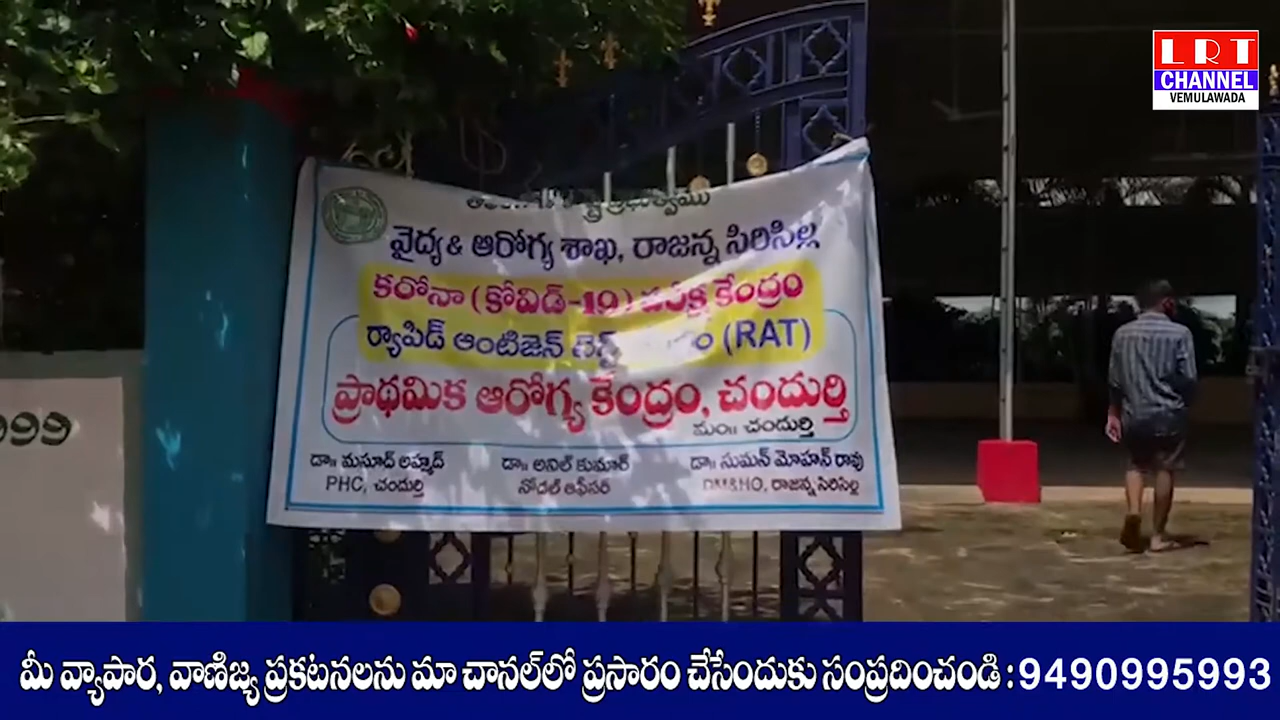 LRT
CHANNEL
VEMULAWADA
వైద్య & ఆరోగ్య శాఖ, రాజన్న సిరిసిల్ల
కరోనా (కోవిడ్-19) పరీక్ష కేంద్రం
ర్యాపిడ్ ఆంటిజెన్ టెస్ట్ (RAT)
ప్రాథమిక ఆరోగ్య కేంద్రం, చందుర్తి
మం॥ చందుర్తి
డా॥ మసూద్ అహ్మద్
డా॥ అనిల్ కుమార్
డా॥ సుమన్ మోహన్ రావు
PHC, చందుర్తి
నోడల్ ఆఫీసర్
DM&HO, రాజన్న సిరిసిల్ల
మీ వ్యాపార, వాణిజ్య ప్రకటనలను మా చానల్‌లో ప్రసారం చేసేందుకు సంప్రదించండి : 9490995993